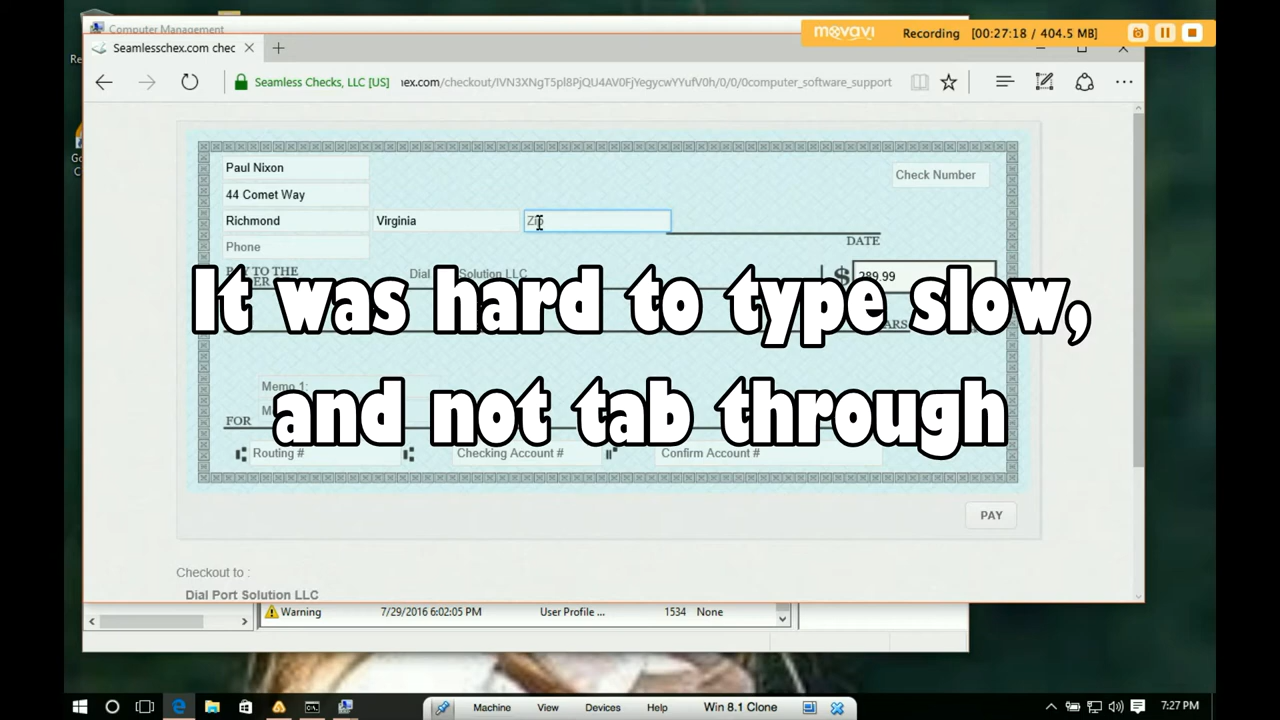 Computer Management
movavi
Recording [00:27:18 / 404.5 MB]
Seamlesschex.com chec
Seamless Checks, LLC [US]
ex.com/checkout/IVN3XNgT5pl8PjQU4AV0FjYegycwYYufV0h/0/0/0computer_software_support
Paul Nixon
Check Number
44 Comet Way
Richmond Virginia Zip
DATE
Phone
PAY TO THE
Dial Solution LLC
$ 289.99
It was hard to type slow,
Memo 1:
and not tab through
FOR
Routing # Checking Account # Confirm Account #
PAY
Checkout to :
Dial Port Solution LLC
Warning 7/29/2016 6:02:05 PM User Profile ... 1534 None
Machine View Devices Help Win 8.1 Clone
7:27 PM